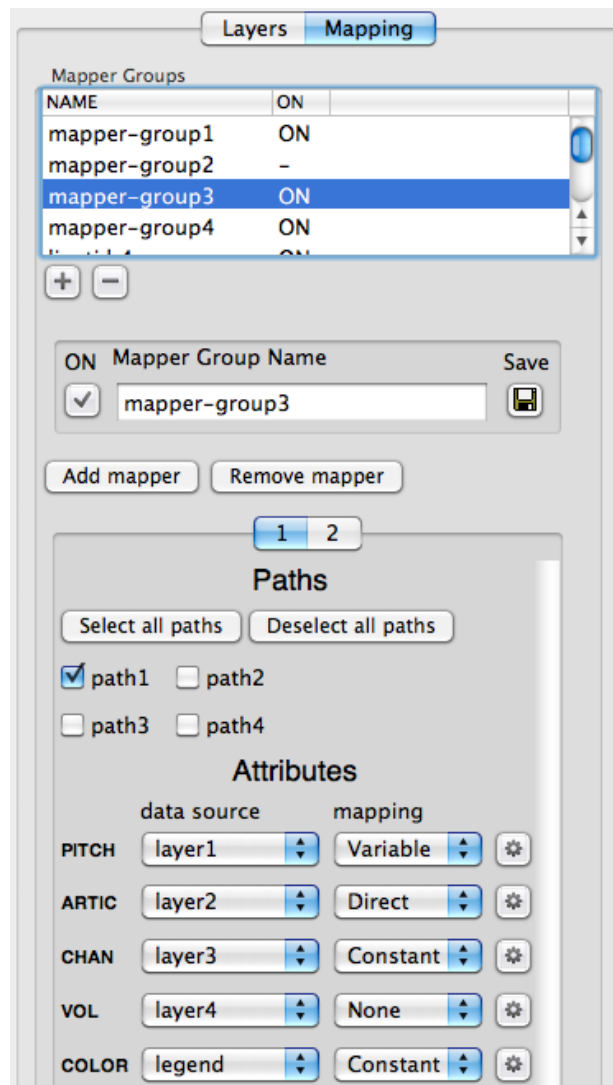 Layers Mapping
Mapper Groups
NAME ON
mapper-group1 ON
mapper-group2 –
mapper-group3 ON
mapper-group4 ON
ON Mapper Group Name Save
mapper-group3
Add mapper Remove mapper
1 2
Paths
Select all paths Deselect all paths
path1 path2
path3 path4
Attributes
data source mapping
PITCH layer1 Variable
ARTIC layer2 Direct
CHAN layer3 Constant
VOL layer4 None
COLOR legend Constant